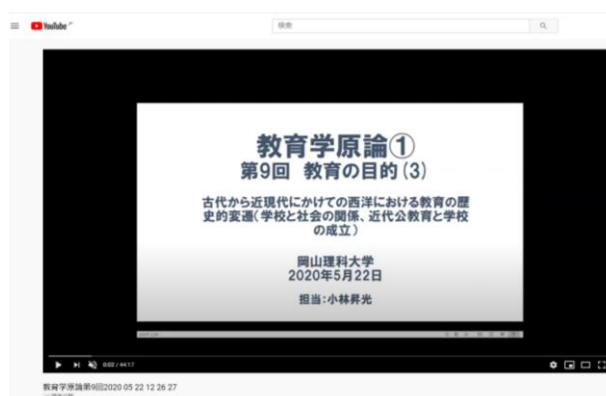 YouTube JP
検索
教育学原論①
第9回 教育の目的(3)
古代から近現代にかけての西洋における教育の歴
史的変遷(学校と社会の関係、近代公教育と学校
の成立)
岡山理科大学
2020年5月22日
担当:小林昇光
0:02 / 44:17
教育学原論第9回2020 05 22 12 26 27